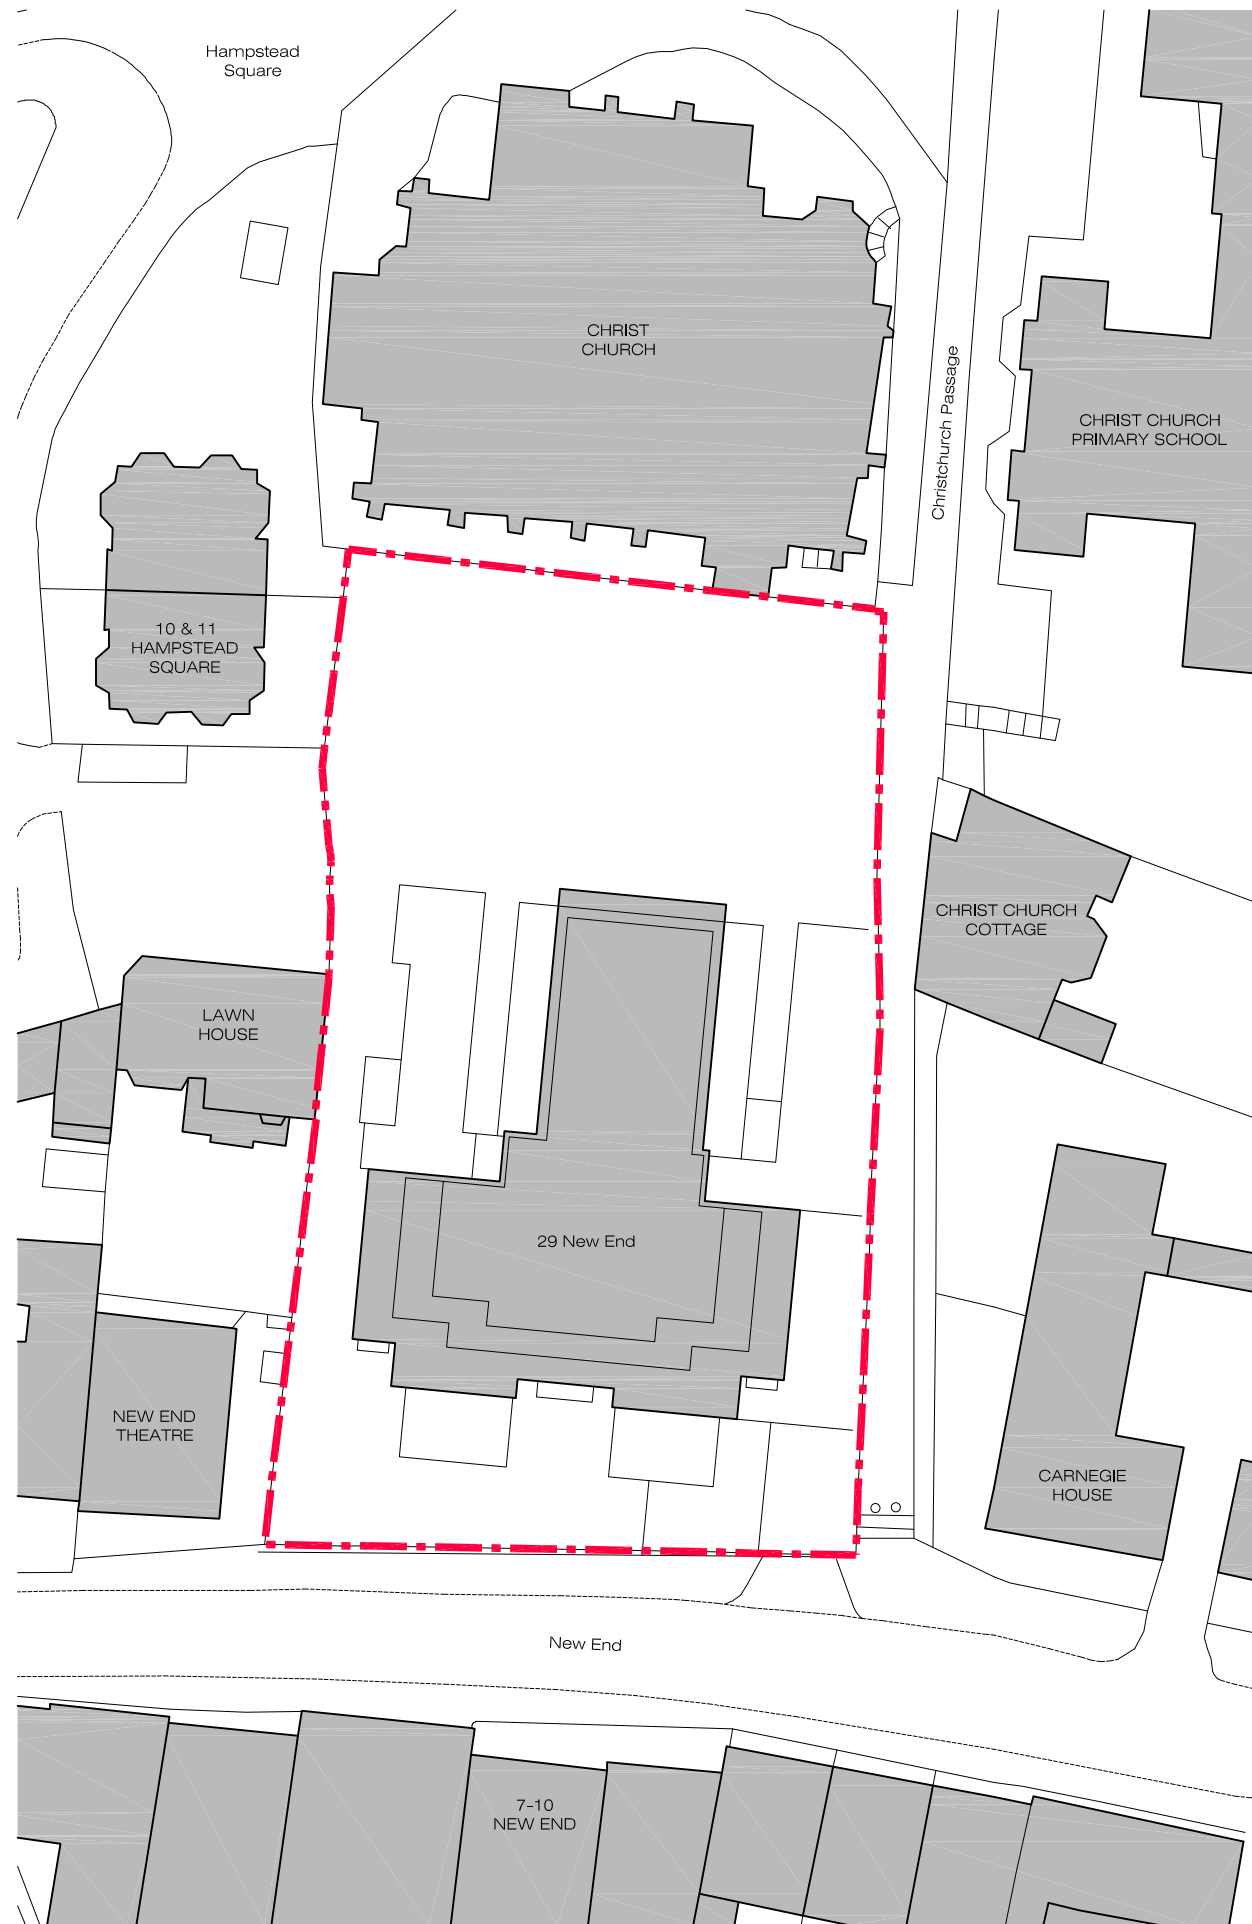 Hampstead
Square
CHRIST
CHURCH
Christchurch Passage
CHRIST CHURCH
PRIMARY SCHOOL
10 & 11
HAMPSTEAD
SQUARE
CHRIST CHURCH
COTTAGE
LAWN
HOUSE
29 New End
NEW END
THEATRE
CARNEGIE
HOUSE
New End
7-10
NEW END